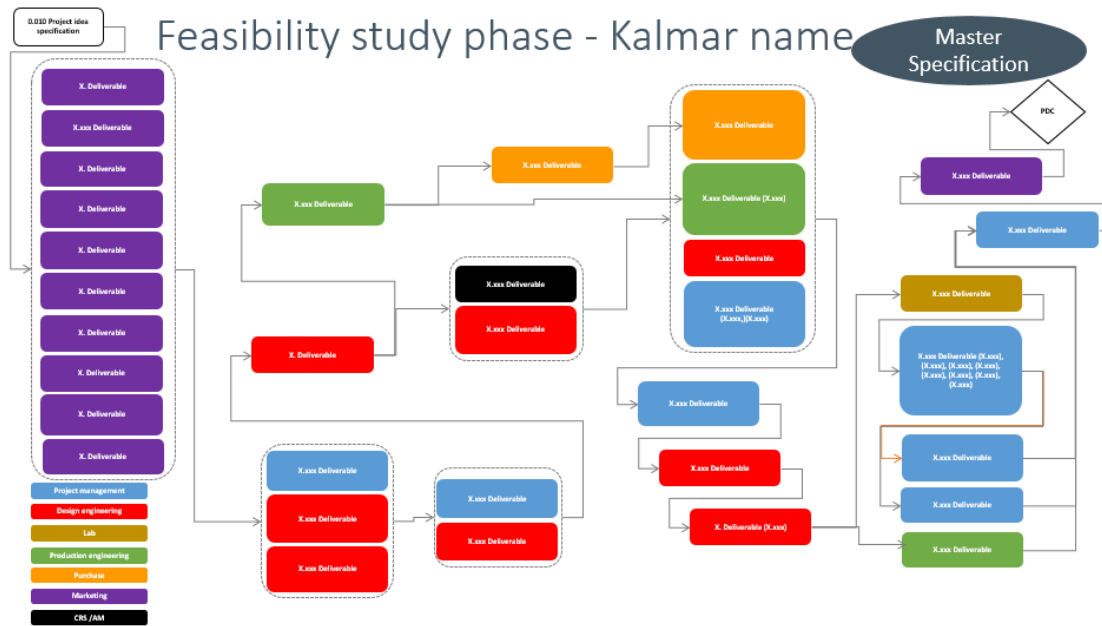 0.010 Project idea
specification
Feasibility study phase - Kalmar name
Master
Specification
X. Deliverable
X.xxx Deliverable
X. Deliverable
X. Deliverable
X. Deliverable
X. Deliverable
X. Deliverable
X. Deliverable
X. Deliverable
X. Deliverable
Project management
Design engineering
Lab
Production engineering
Purchase
Marketing
CRS /AM
X.xxx Deliverable
X.xxx Deliverable
X.xxx Deliverable
X.xxx Deliverable
X.xxx Deliverable
X. Deliverable
X.xxx Deliverable
X.xxx Deliverable
X.xxx Deliverable
X.xxx Deliverable
X.xxx Deliverable
X.xxx Deliverable (X.xxx)
X.xxx Deliverable
X.xxx Deliverable
(X.xxx,)(X.xxx)
X.xxx Deliverable
X.xxx Deliverable
X. Deliverable (X.xxx)
X.xxx Deliverable
X.xxx Deliverable (X.xxx),
(X.xxx), (X.xxx), (X.xxx),
(X.xxx), (X.xxx), (X.xxx),
(X.xxx)
X.xxx Deliverable
X.xxx Deliverable
X.xxx Deliverable
X.xxx Deliverable
X.xxx Deliverable
PDC